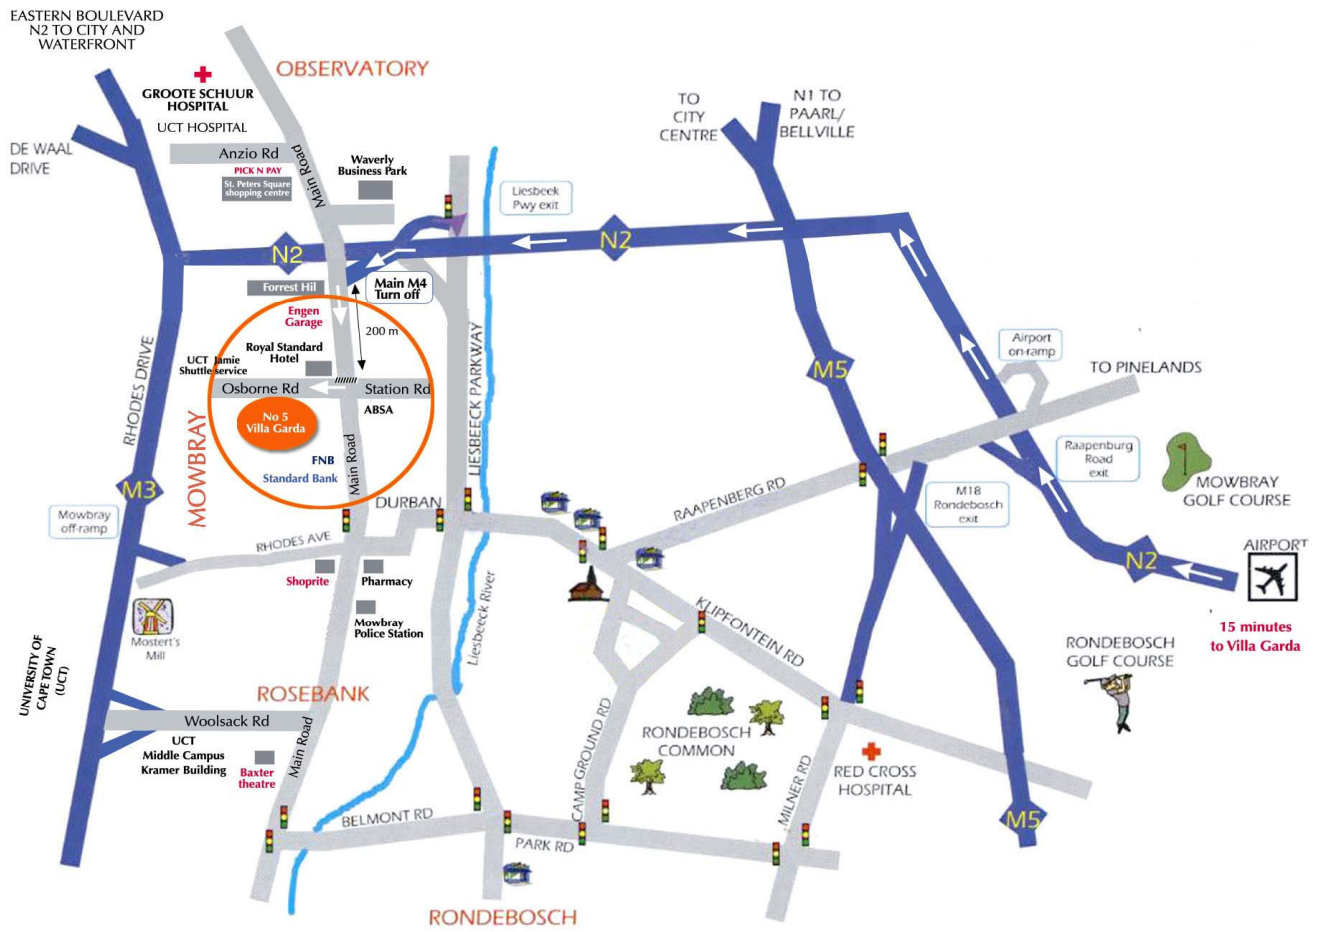 EASTERN BOULEVARD
N2 TO CITY AND
WATERFRONT
OBSERVATORY
GROOTE SCHUUR
HOSPITAL
UCT HOSPITAL
DE WAAL
DRIVE
Anzio Rd
Main Road
PICK N PAY
St. Peters Square
shopping centre
Waverly
Business Park
TO
CITY
CENTRE
N1 TO
PAARL/
BELLVILLE
Liesbeek
Pwy exit
N2
N2
Forrest Hil
Main M4
Turn off
Engen
Garage
200 m
Royal Standard
Hotel
UCT Jamie
Shuttle service
Osborne Rd
Station Rd
No 5
Villa Garda
ABSA
FNB
Standard Bank
Main Road
MOWBRAY
RHODES DRIVE
LIESBEECK PARKWAY
M5
Airport
on-ramp
TO PINELANDS
Raapenburg
Road
exit
MOWBRAY
GOLF COURSE
M3
Mowbray
off-ramp
DURBAN
RAAPENBERG RD
M18
Rondebosch
exit
RHODES AVE
Shoprite
Pharmacy
Mowbray
Police Station
Liesbeeck River
N2
AIRPORT
15 minutes
to Villa Garda
Mostert's
Mill
KLIPFONTEIN RD
RONDEBOSCH
GOLF COURSE
UNIVERSITY OF
CAPE TOWN
(UCT)
ROSEBANK
Woolsack Rd
UCT
Middle Campus
Kramer Building
Baxter
theatre
Main Road
RONDEBOSCH
COMMON
CAMP GROUND RD
MILNER RD
RED CROSS
HOSPITAL
BELMONT RD
PARK RD
M5
RONDEBOSCH